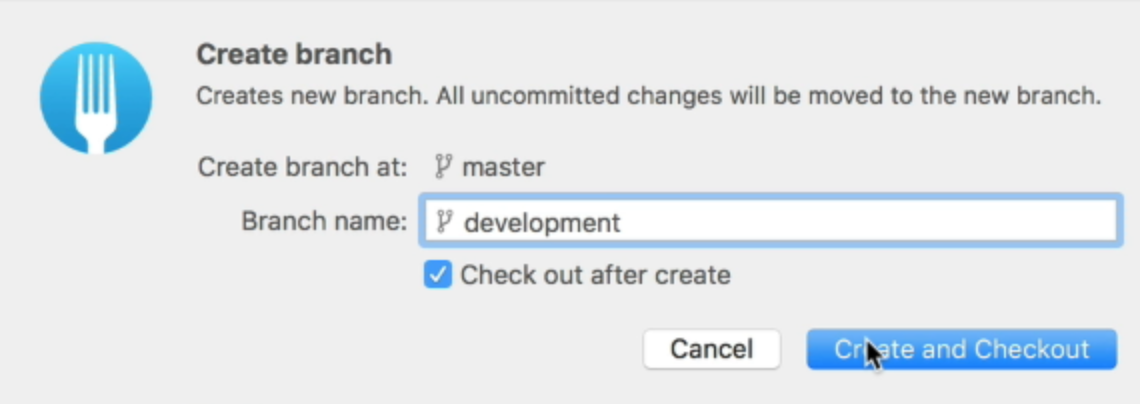 Create branch
Creates new branch. All uncommitted changes will be moved to the new branch.
Create branch at: master
Branch name: development
Check out after create
Cancel Create and Checkout